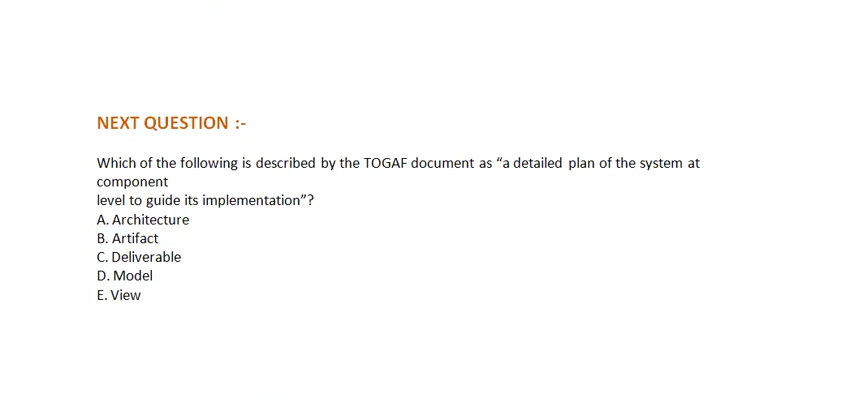 NEXT QUESTION :-
Which of the following is described by the TOGAF document as “a detailed plan of the system at
component
level to guide its implementation”?
A. Architecture
B. Artifact
C. Deliverable
D. Model
E. View